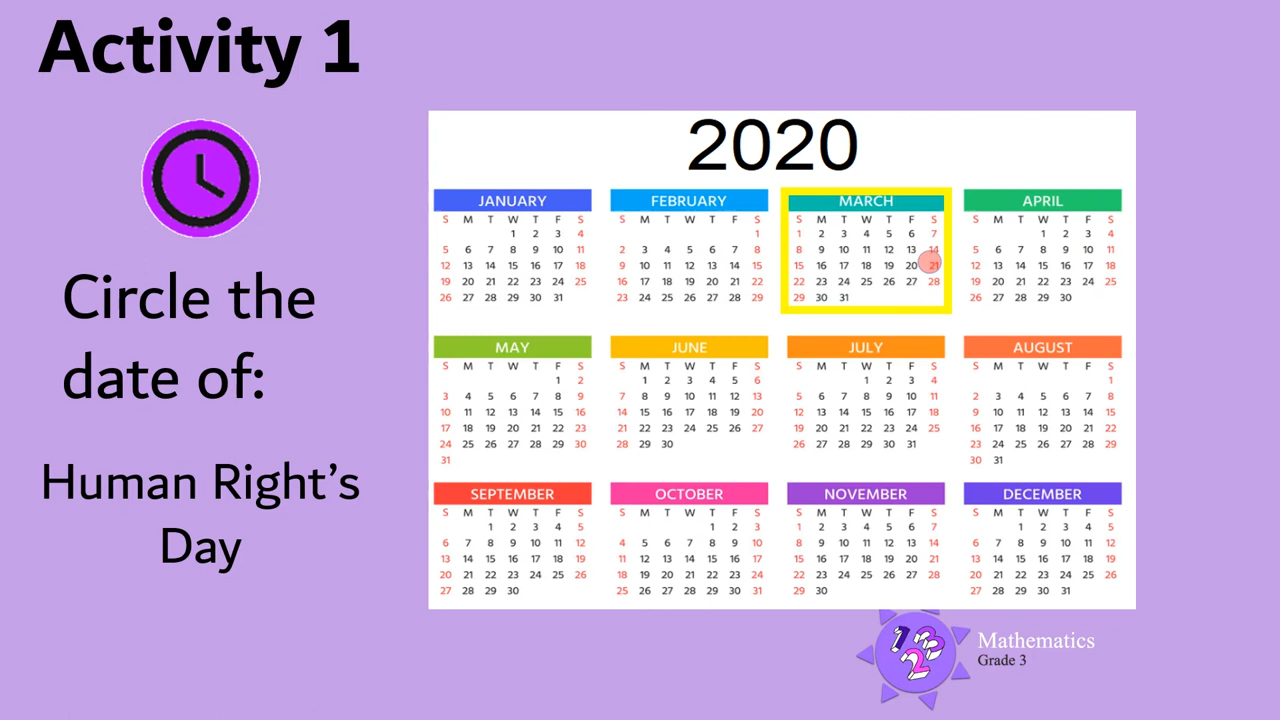 Activity 1
Circle the
date of:
Human Right's
Day
2020
JANUARY FEBRUARY MARCH APRIL
S M T W T F S S M T W T F S S M T W T F S S M T W T F S
1 2 3 4 1 1 2 3 4 5 6 7 1 2 3 4
5 6 7 8 9 10 11 2 3 4 5 6 7 8 8 9 10 11 12 13 14 5 6 7 8 9 10 11
12 13 14 15 16 17 18 9 10 11 12 13 14 15 15 16 17 18 19 20 21 12 13 14 15 16 17 18
19 20 21 22 23 24 25 16 17 18 19 20 21 22 22 23 24 25 26 27 28 19 20 21 22 23 24 25
26 27 28 29 30 31 23 24 25 26 27 28 29 29 30 31 26 27 28 29 30
MAY JUNE JULY AUGUST
S M T W T F S S M T W T F S S M T W T F S S M T W T F S
1 2 1 2 3 4 5 6 1 2 3 4 1
3 4 5 6 7 8 9 7 8 9 10 11 12 13 5 6 7 8 9 10 11 2 3 4 5 6 7 8
10 11 12 13 14 15 16 14 15 16 17 18 19 20 12 13 14 15 16 17 18 9 10 11 12 13 14 15
17 18 19 20 21 22 23 21 22 23 24 25 26 27 19 20 21 22 23 24 25 16 17 18 19 20 21 22
24 25 26 27 28 29 30 28 29 30 26 27 28 29 30 31 23 24 25 26 27 28 29
31 30 31
SEPTEMBER OCTOBER NOVEMBER DECEMBER
S M T W T F S S M T W T F S S M T W T F S S M T W T F S
1 2 3 4 5 1 2 3 1 2 3 4 5 6 7 1 2 3 4 5
6 7 8 9 10 11 12 4 5 6 7 8 9 10 8 9 10 11 12 13 14 6 7 8 9 10 11 12
13 14 15 16 17 18 19 11 12 13 14 15 16 17 15 16 17 18 19 20 21 13 14 15 16 17 18 19
20 21 22 23 24 25 26 18 19 20 21 22 23 24 22 23 24 25 26 27 28 20 21 22 23 24 25 26
27 28 29 30 25 26 27 28 29 30 31 29 30 27 28 29 30 31
123
Mathematics
Grade 3